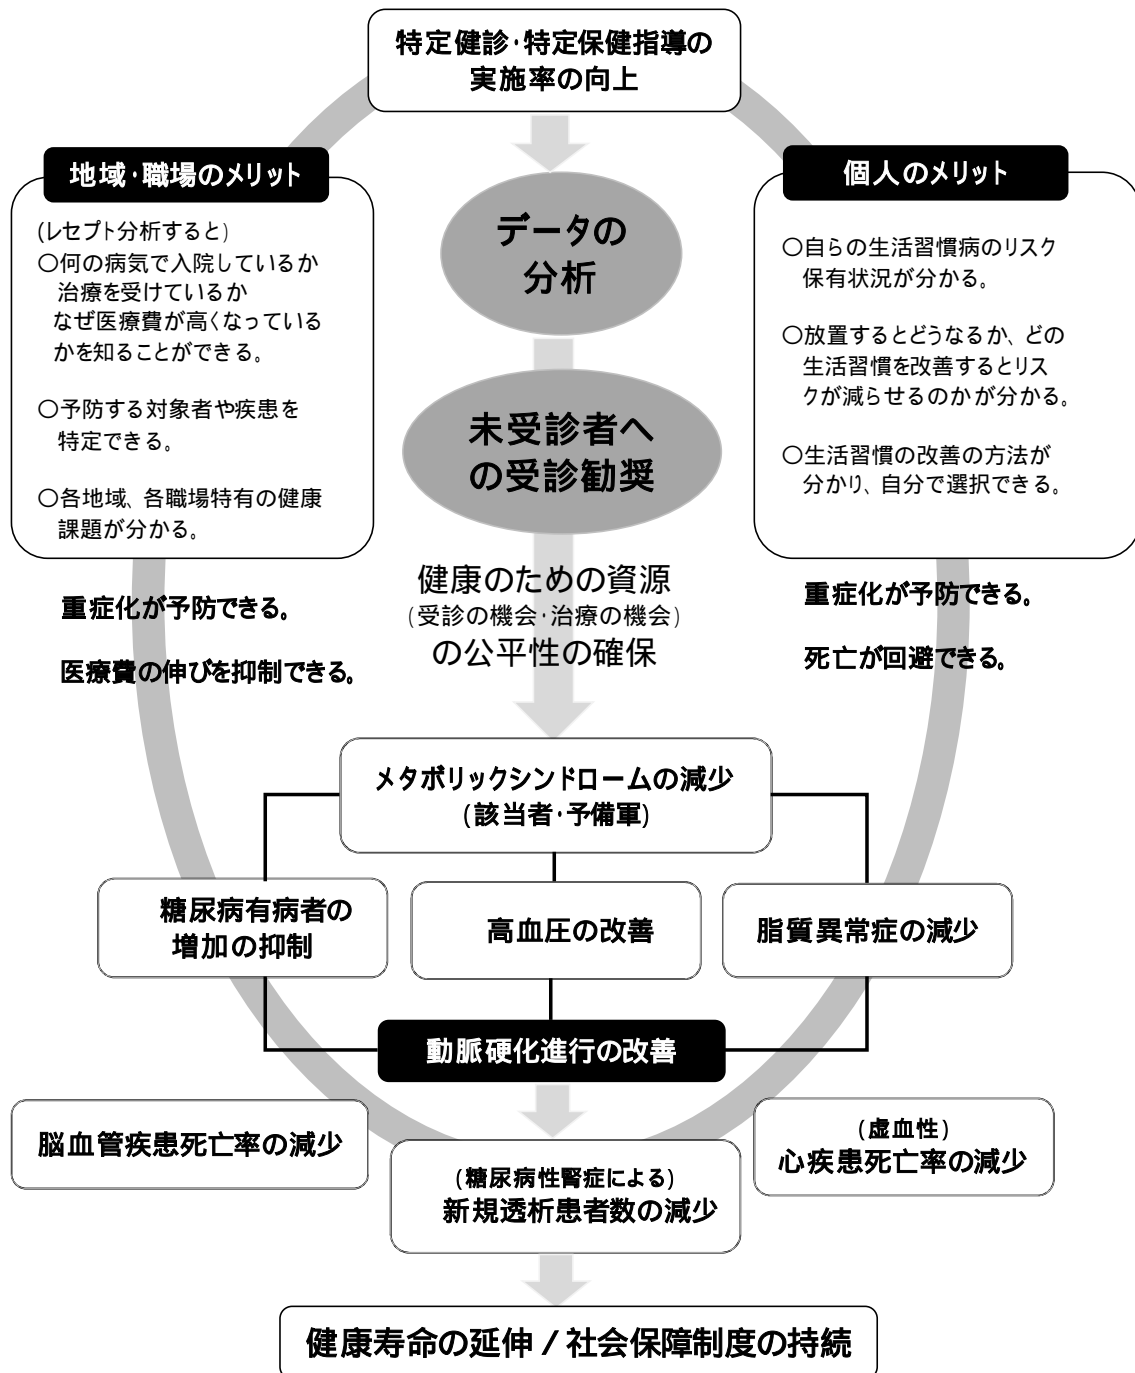 特定健診・特定保健指導の
実施率の向上
地域・職場のメリット
(レセプト分析すると)
○何の病気で入院しているか
治療を受けているか
なぜ医療費が高くなっている
かを知ることができる。
○予防する対象者や疾患を
特定できる。
○各地域、各職場特有の健康
課題が分かる。
重症化が予防できる。
医療費の伸びを抑制できる。
データの
分析
未受診者へ
の受診勧奨
健康のための資源
(受診の機会・治療の機会)
の公平性の確保
個人のメリット
○自らの生活習慣病のリスク
保有状況が分かる。
○放置するとどうなるか、どの
生活習慣を改善するとリス
クが減らせるのかが分かる。
○生活習慣の改善の方法が
分かり、自分で選択できる。
重症化が予防できる。
死亡が回避できる。
メタボリックシンドロームの減少
(該当者・予備軍)
糖尿病有病者の
増加の抑制
高血圧の改善
脂質異常症の減少
動脈硬化進行の改善
脳血管疾患死亡率の減少
(糖尿病性腎症による)
新規透析患者数の減少
(虚血性)
心疾患死亡率の減少
健康寿命の延伸 / 社会保障制度の持続